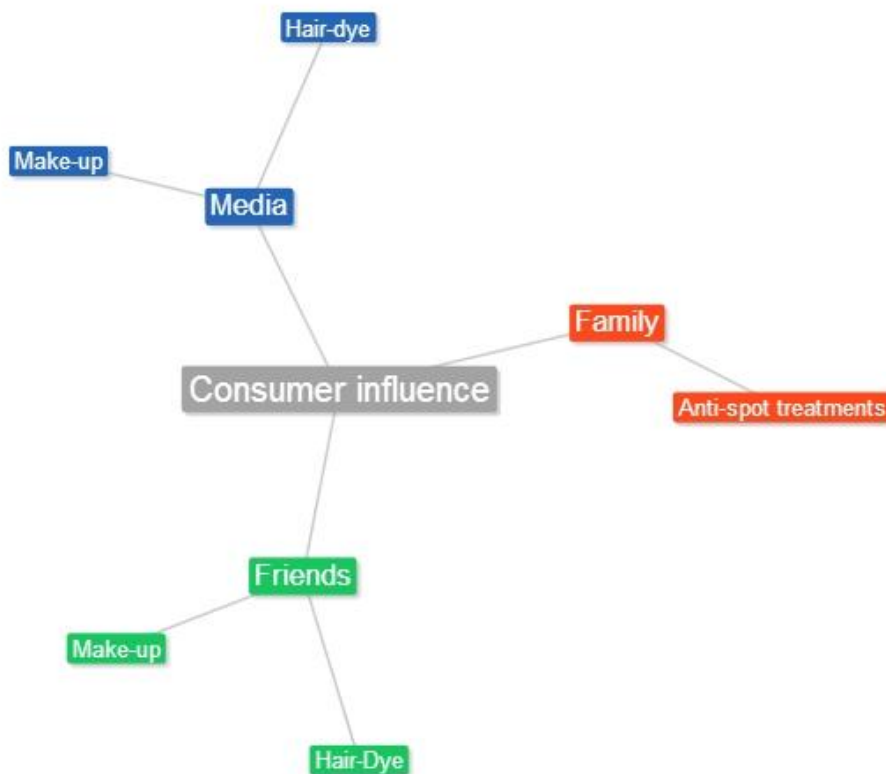 Hair-dye
Make-up
Media
Family
Consumer influence
Anti-spot treatments
Friends
Make-up
Hair-Dye